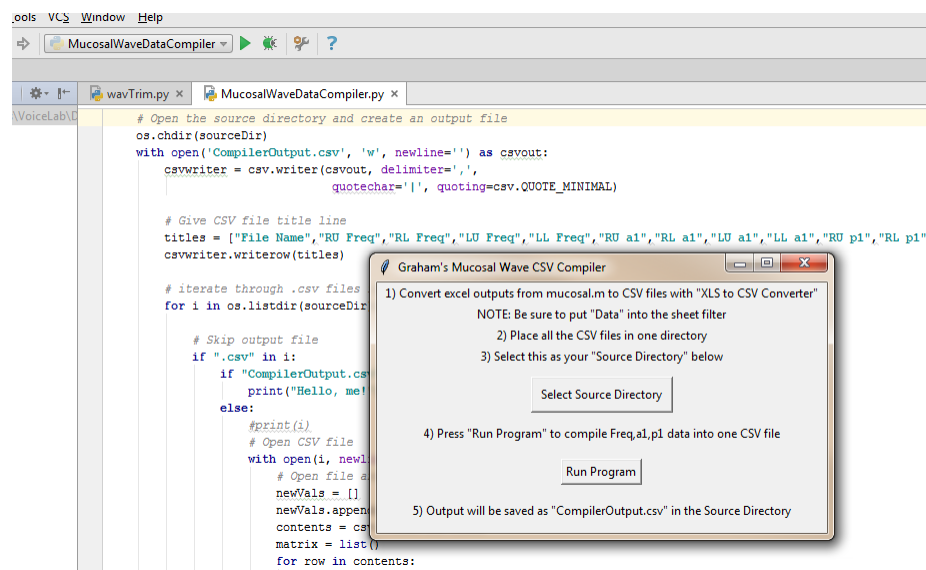 ools VCS Window Help
MucosalWaveDataCompiler
wavTrim.py MucosalWaveDataCompiler.py
\VoiceLab\D
# Open the source directory and create an output file
os.chdir(sourceDir)
with open('CompilerOutput.csv', 'w', newline='') as csvout:
csvwriter = csv.writer(csvout, delimiter=',',
quotechar='|', quoting=csv.QUOTE_MINIMAL)
# Give CSV file title line
titles = ["File Name","RU Freq","RL Freq","LU Freq","LL Freq","RU a1","RL a1","LU a1","LL a1","RU p1","RL p1"
csvwriter.writerow(titles)
# iterate through .csv files
for i in os.listdir(sourceDir
# Skip output file
if ".csv" in i:
if "CompilerOutput.cs
print("Hello, me!
else:
#print(i)
# Open CSV file
with open(i, newl
# Open file a
newVals = []
newVals.appen
contents = cs
matrix = list()
for row in contents:
Graham's Mucosal Wave CSV Compiler
1) Convert excel outputs from mucosal.m to CSV files with "XLS to CSV Converter"
NOTE: Be sure to put "Data" into the sheet filter
2) Place all the CSV files in one directory
3) Select this as your "Source Directory" below
Select Source Directory
4) Press "Run Program" to compile Freq,a1,p1 data into one CSV file
Run Program
5) Output will be saved as "CompilerOutput.csv" in the Source Directory